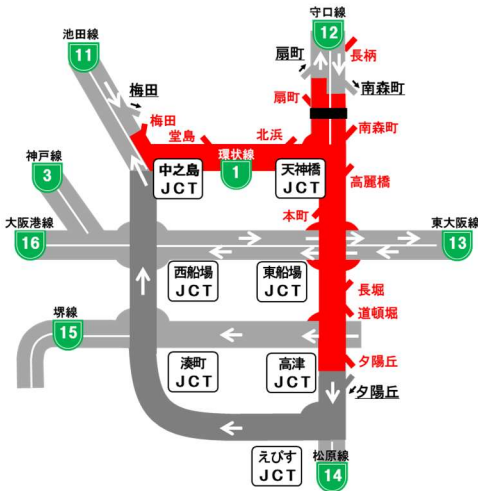 守口線
12
池田線
11
扇町
長柄
梅田
南森町
扇町
梅田
南森町
堂島
北浜
環状線
1
神戸線
3
中之島
JCT
天神橋
JCT
高麗橋
本町
大阪港線
16
東大阪線
13
西船場
JCT
東船場
JCT
長堀
道頓堀
堺線
15
湊町
JCT
高津
JCT
夕陽丘
夕陽丘
えびす
JCT
松原線
14